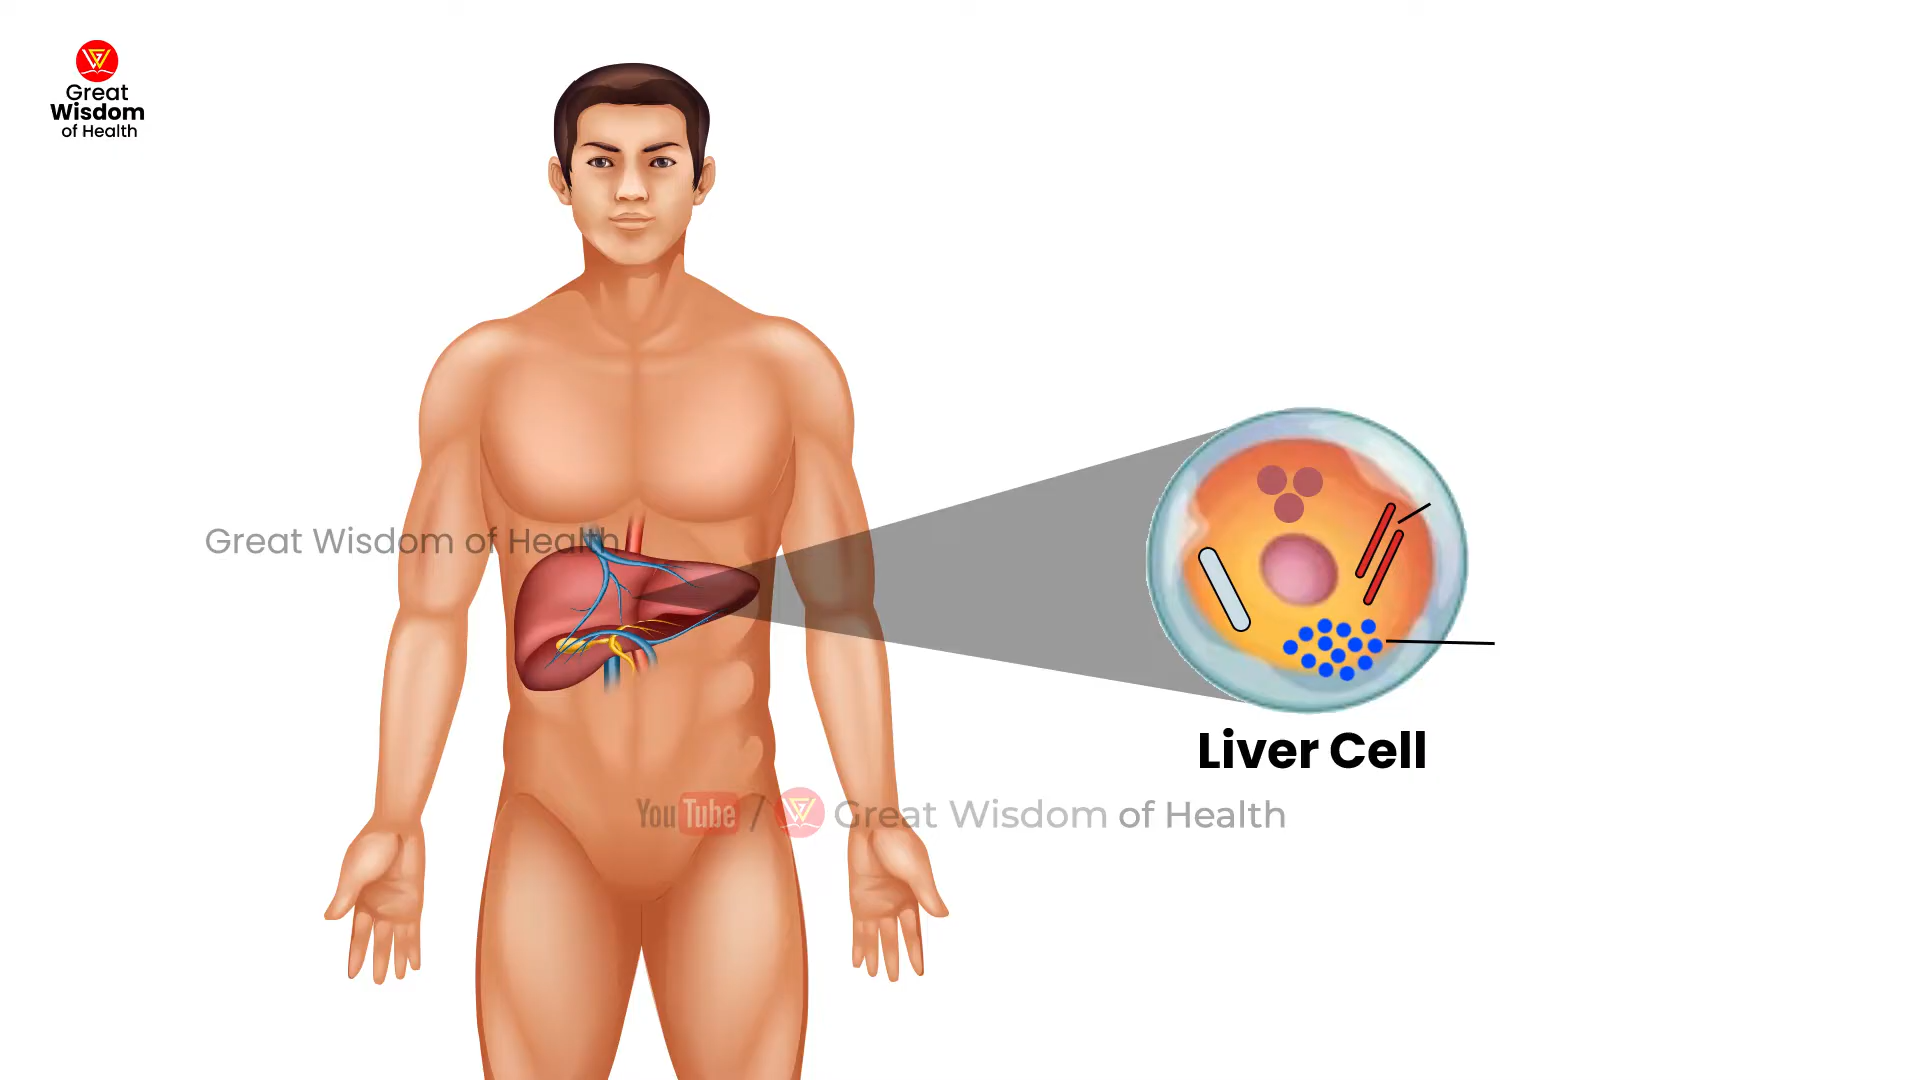 Great
Wisdom
of Health
Great Wisdom of Health
Liver Cell
YouTube / Great Wisdom of Health